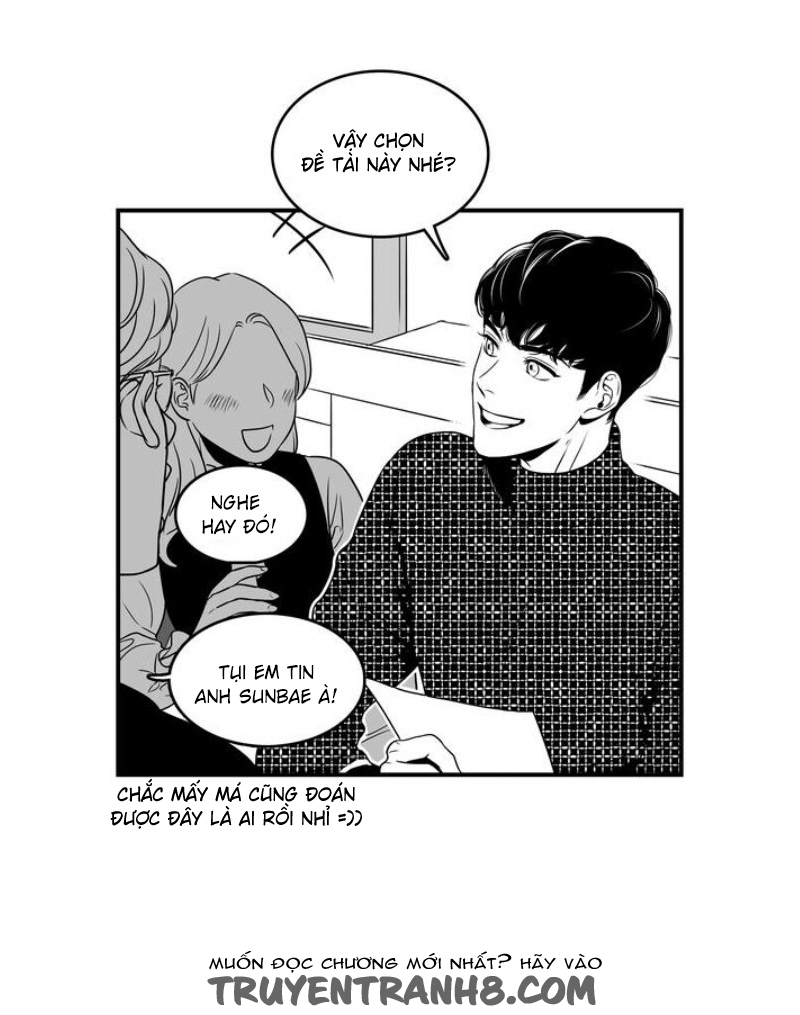 VẬY CHỌN
ĐỀ TÀI NÀY NHÉ?
NGHE
HAY ĐÓ!
TỤI EM TIN
ANH SUNBAE À!
CHẮC MẤY MÁ CŨNG ĐOÁN
ĐƯỢC ĐÂY LÀ AI RỒI NHỈ =))
MUỐN ĐỌC CHƯƠNG MỚI NHẤT? HÃY VÀO
TRUYENTRANH8.COM